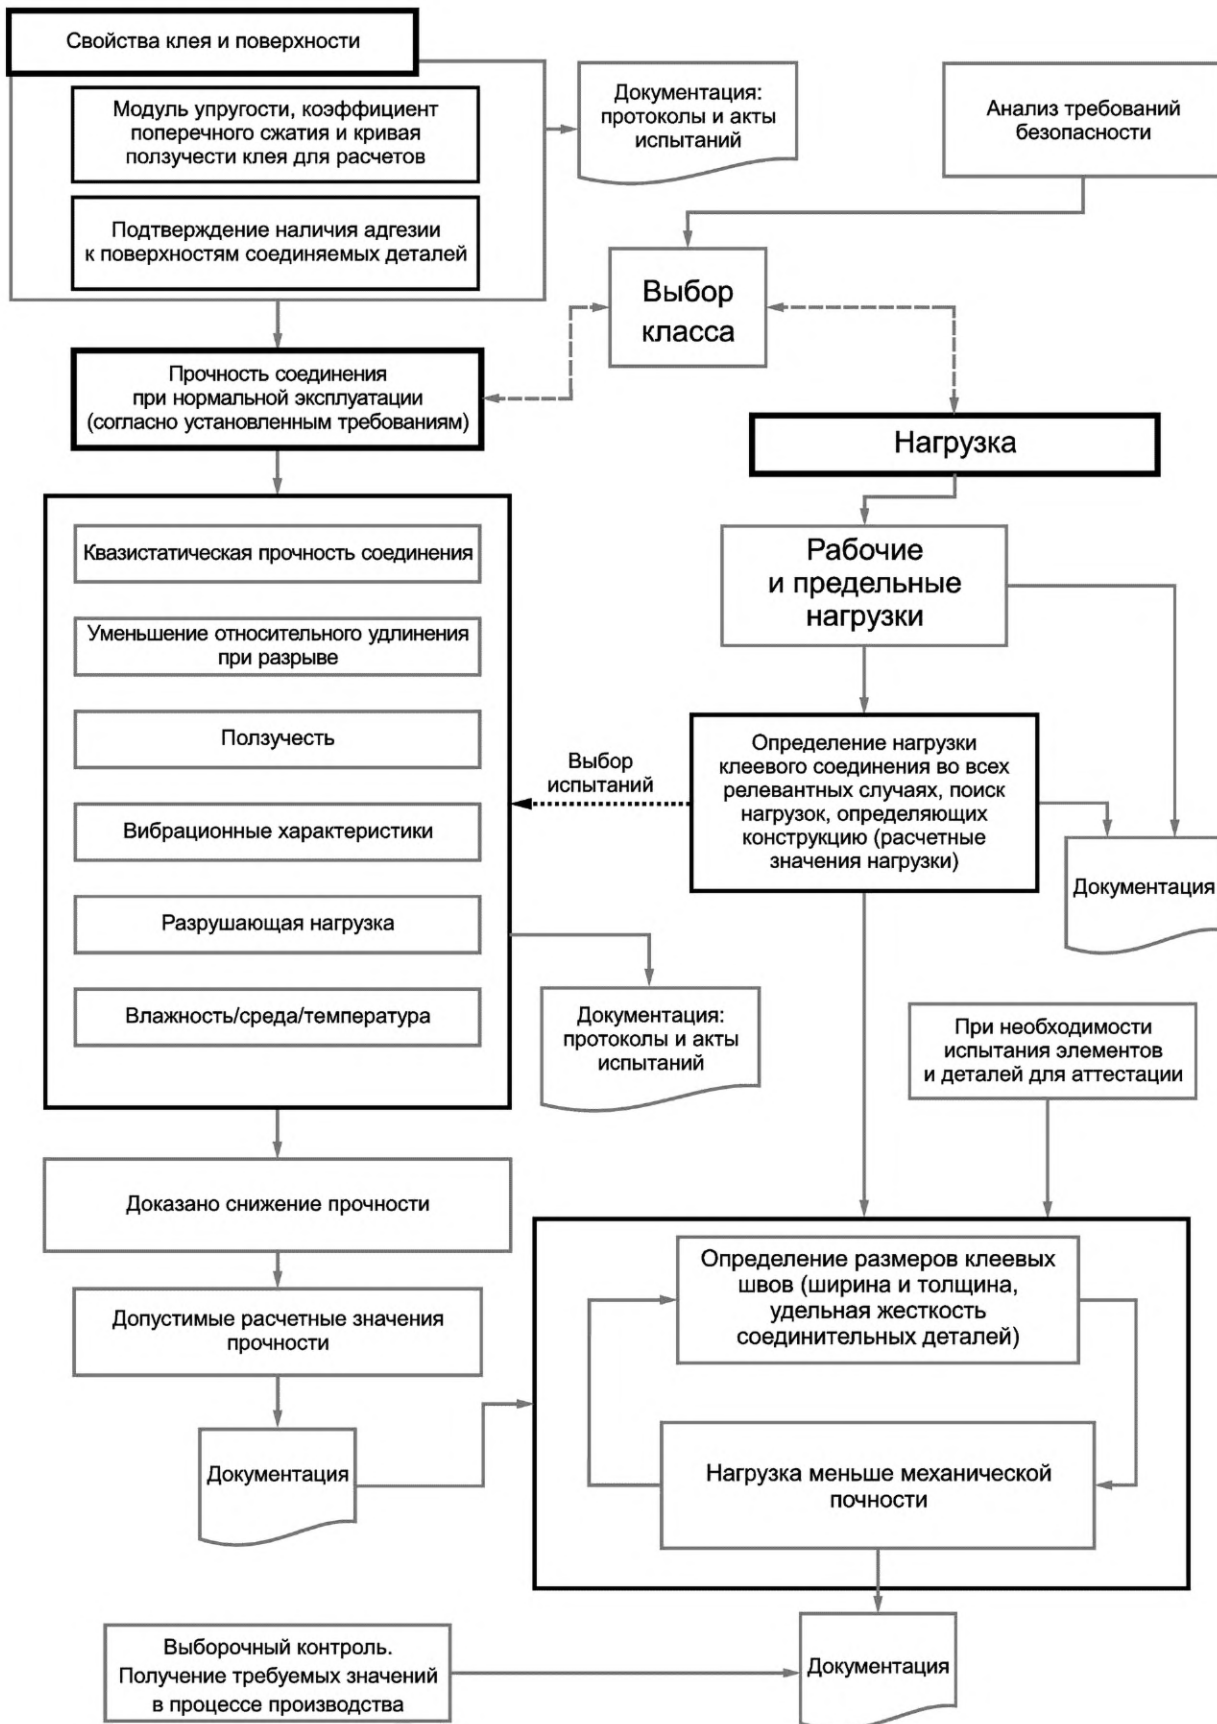 Свойства клея и поверхности
Модуль упругости, коэффициент
поперечного сжатия и кривая
ползучести клея для расчетов
Подтверждение наличия адгезии
к поверхностям соединяемых деталей
Документация:
протоколы и акты
испытаний
Анализ требований
безопасности
Выбор
класса
Прочность соединения
при нормальной эксплуатации
(согласно установленным требованиям)
Нагрузка
Рабочие
и предельные
нагрузки
Квазистатическая прочность соединения
Уменьшение относительного удлинения
при разрыве
Ползучесть
Вибрационные характеристики
Разрушающая нагрузка
Влажность/среда/температура
Выбор
испытаний
Определение нагрузки
клеевого соединения во всех
релевантных случаях, поиск
нагрузок, определяющих
конструкцию (расчетные
значения нагрузки)
Документация
Документация:
протоколы и акты
испытаний
При необходимости
испытания элементов
и деталей для аттестации
Доказано снижение прочности
Допустимые расчетные значения
прочности
Документация
Определение размеров клеевых
швов (ширина и толщина,
удельная жесткость
соединительных деталей)
Нагрузка меньше механической
почности
Выборочный контроль.
Получение требуемых значений
в процессе производства
Документация